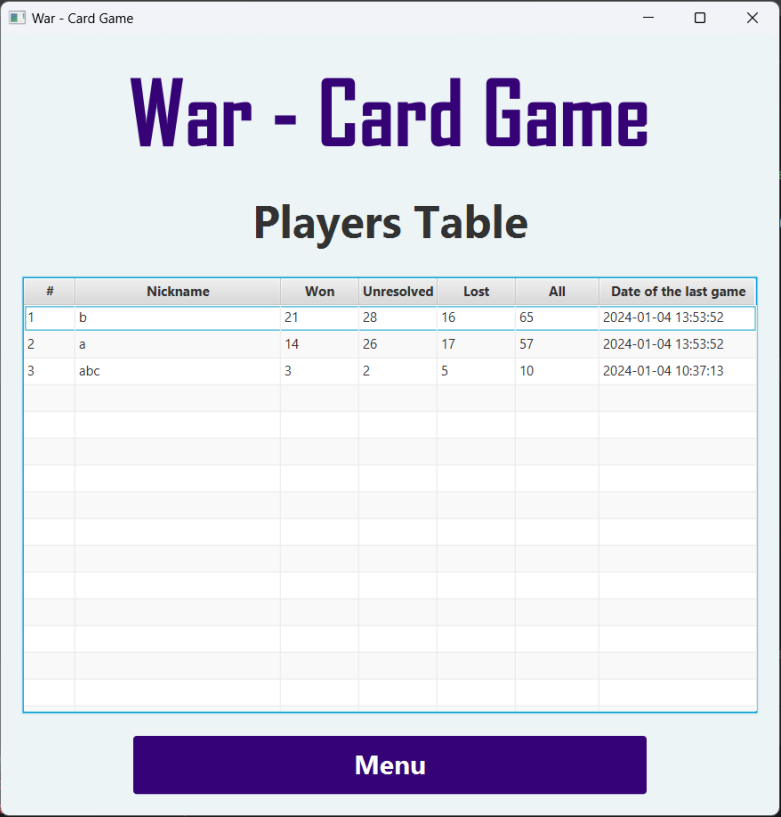 War - Card Game
War - Card Game
Players Table
# Nickname Won Unresolved Lost All Date of the last game
1 b 21 28 16 65 2024-01-04 13:53:52
2 a 14 26 17 57 2024-01-04 13:53:52
3 abc 3 2 5 10 2024-01-04 10:37:13
Menu